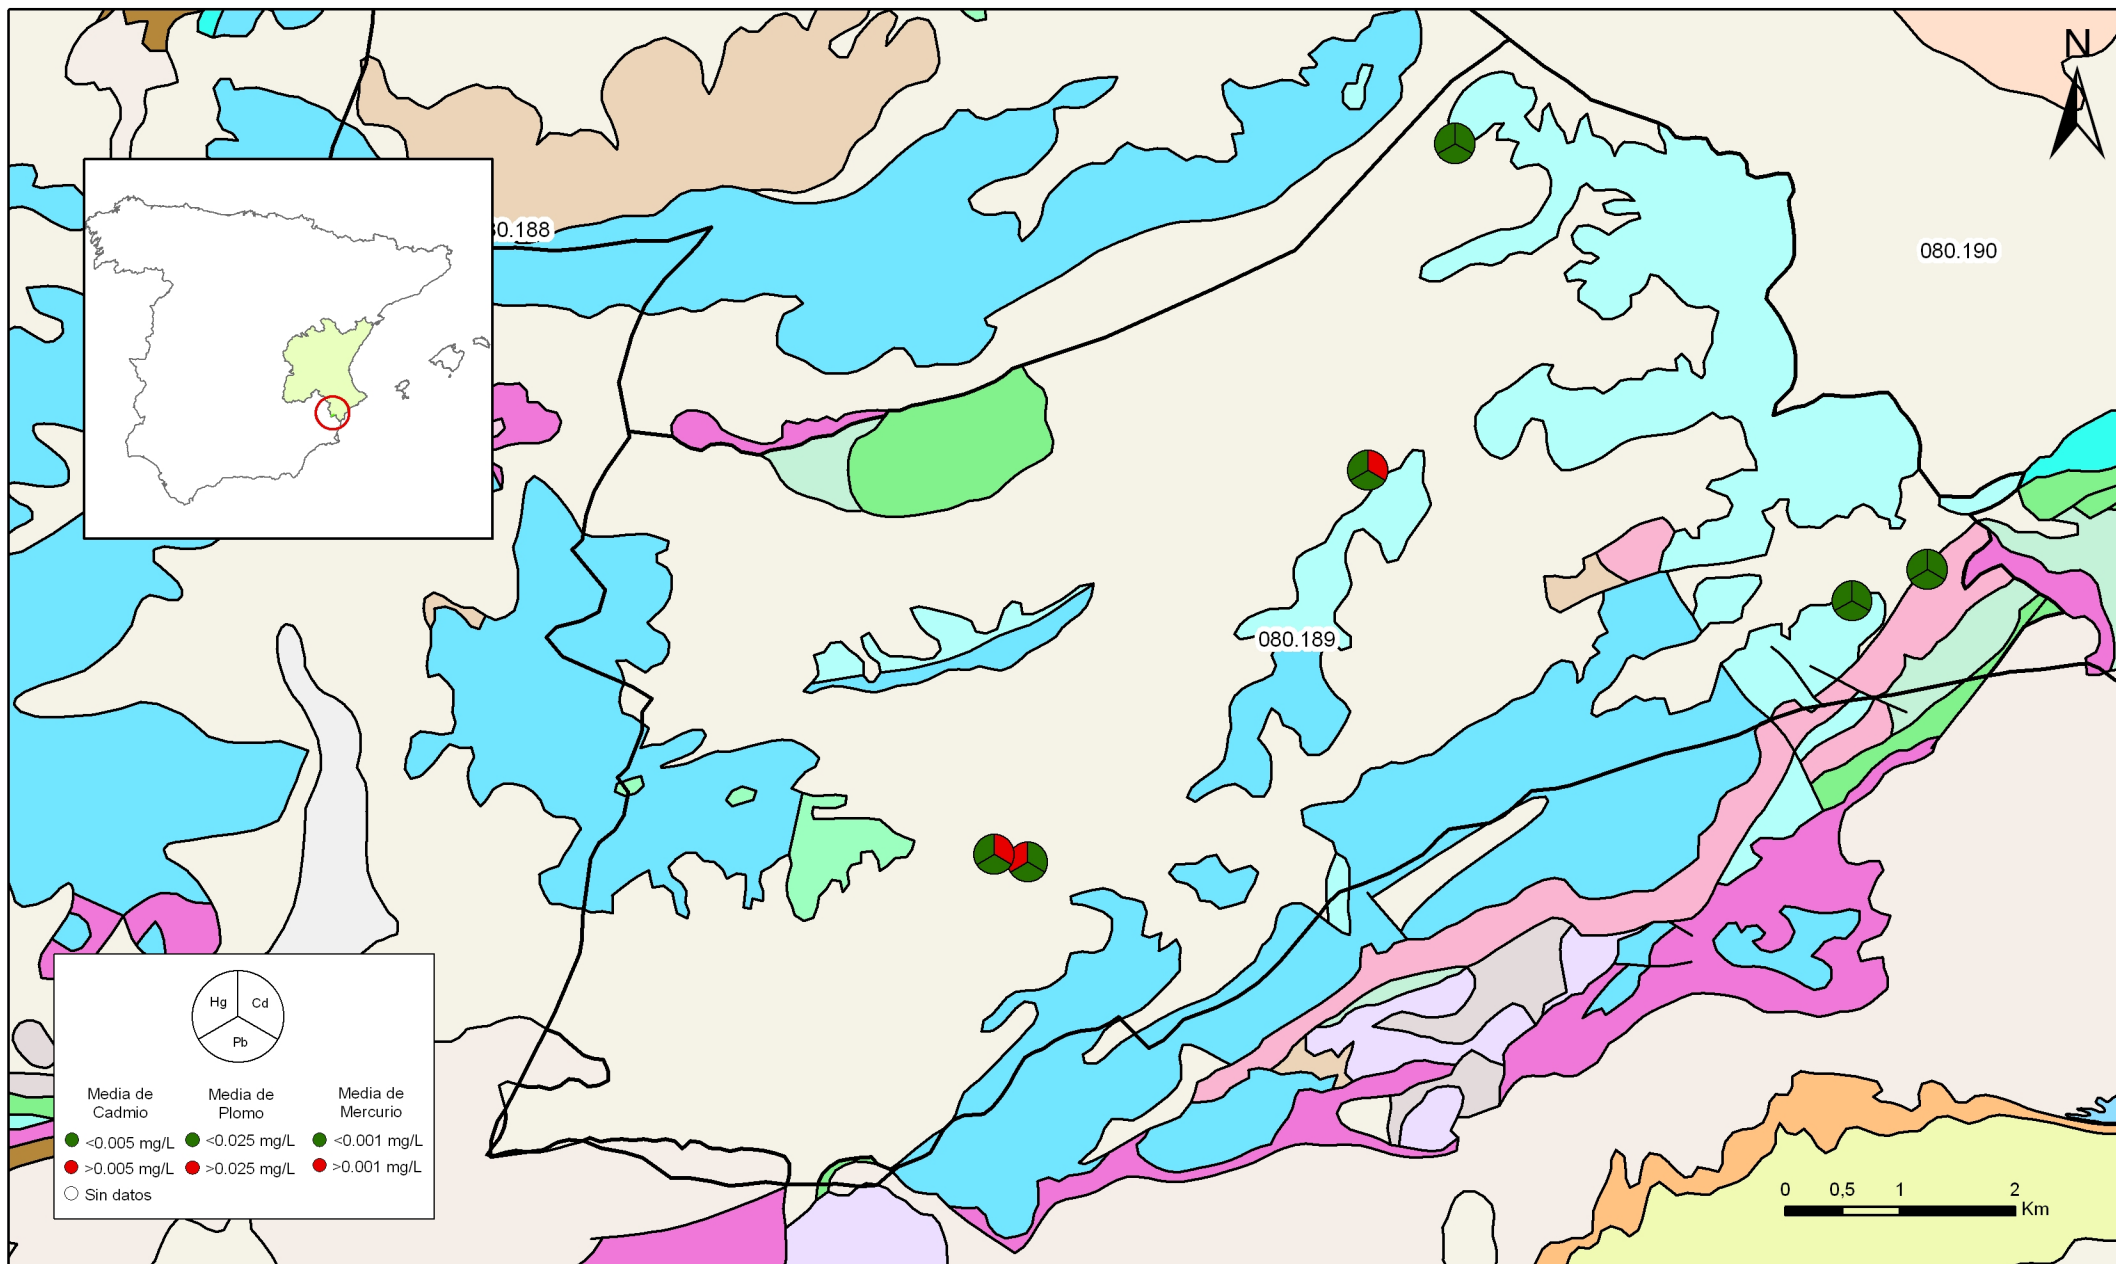 N
80.188
080.190
080.189
Hg Cd
Pb
Media de Cadmio
Media de Plomo
Media de Mercurio
<0.005 mg/L <0.025 mg/L <0.001 mg/L
>0.005 mg/L >0.025 mg/L >0.001 mg/L
Sin datos
0 0,5 1 2
Km